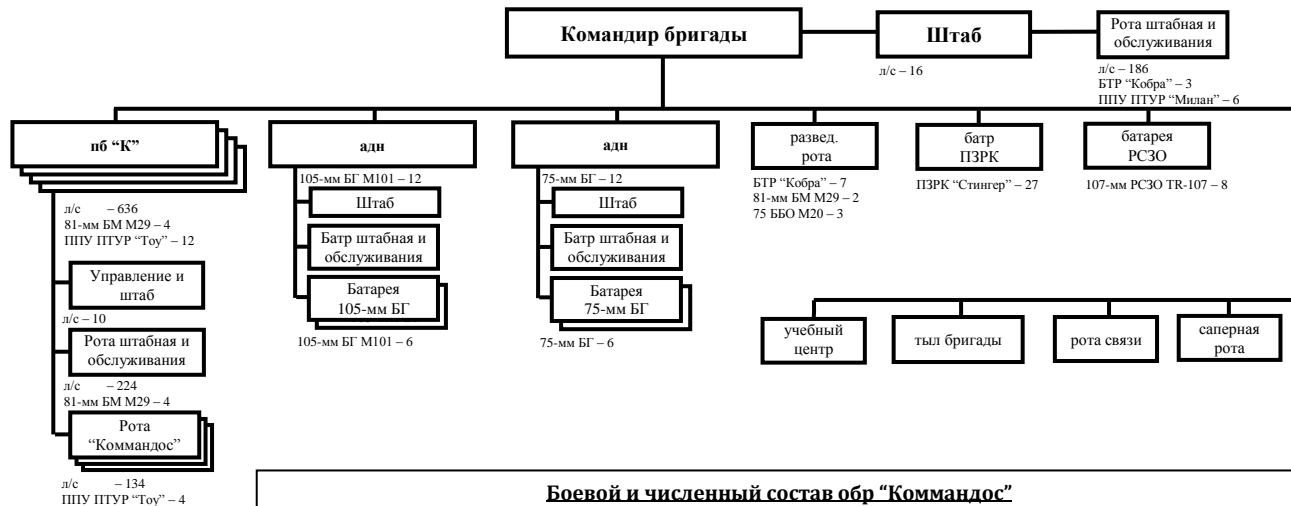 Командир бригады
Штаб
Рота штабная и
обслуживания
л/с – 16
л/с – 186
БТР “Кобра” – 3
ППУ ПТУР “Милан” – 6
пб “К”
адн
адн
развед.
рота
батр
ПЗРК
батарея
РСЗО
л/с – 636
81-мм БМ М29 – 4
ППУ ПТУР “Тоу” – 12
105-мм БГ М101 – 12
75-мм БГ – 12
БТР “Кобра” – 7
81-мм БМ М29 – 2
75 ББО М20 – 3
ПЗРК “Стингер” – 27
107-мм РСЗО TR-107 – 8
Штаб
Штаб
Батр штабная и
обслуживания
Батр штабная и
обслуживания
Батарея
105-мм БГ
Батарея
75-мм БГ
105-мм БГ М101 – 6
75-мм БГ – 6
Управление и
штаб
л/с – 10
Рота штабная и
обслуживания
л/с – 224
81-мм БМ М29 – 4
Рота
“Коммандос”
л/с – 134
ППУ ПТУР “Тоу” – 4
учебный
центр
тыл бригады
рота связи
саперная
рота
Боевой и численный состав обр “Коммандос”